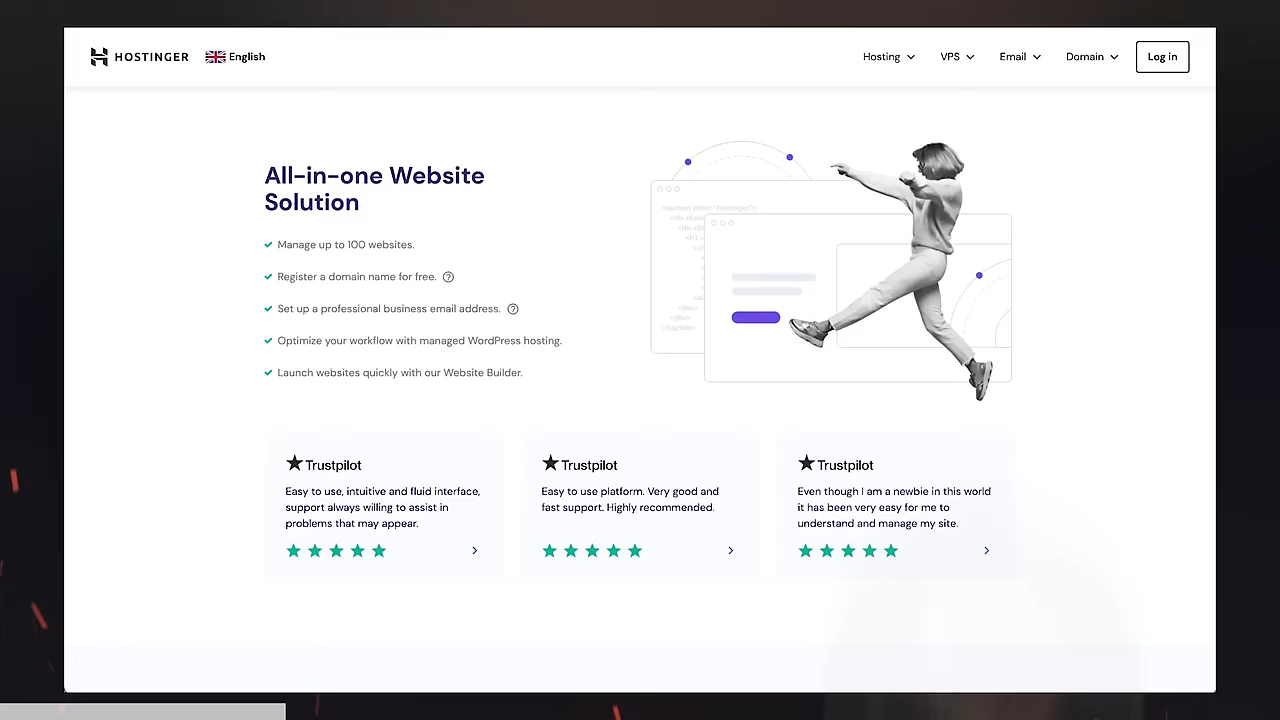 HOSTINGER English Hosting VPS Email Domain Log in
All-in-one Website
Solution
Manage up to 100 websites.
Register a domain name for free.
Set up a professional business email address.
Optimize your workflow with managed WordPress hosting.
Launch websites quickly with our Website Builder.
Trustpilot
Easy to use, intuitive and fluid interface,
support always willing to assist in
problems that may appear.
Trustpilot
Easy to use platform. Very good and
fast support. Highly recommended.
Trustpilot
Even though I am a newbie in this world
it has been very easy for me to
understand and manage my site.